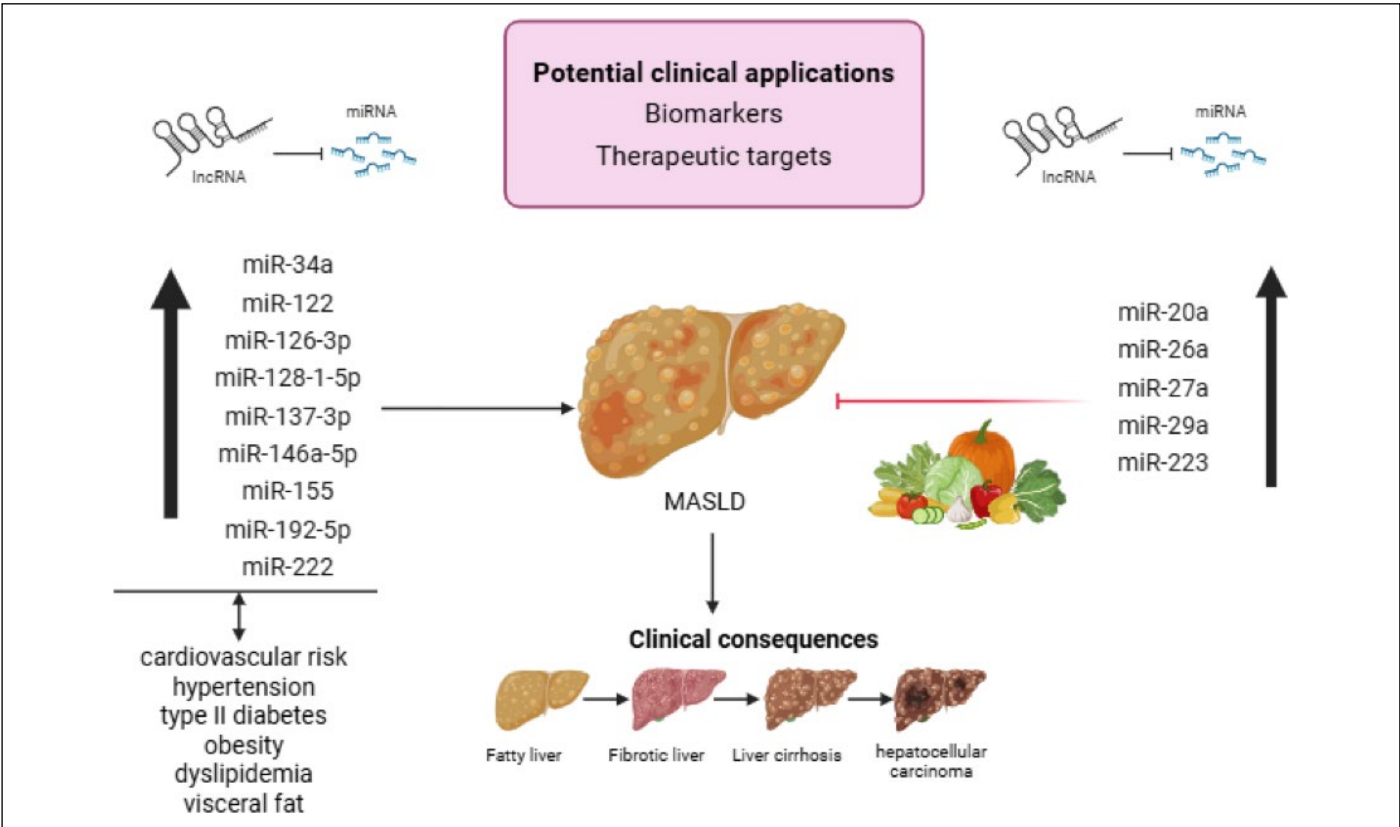 Potential clinical applications
Biomarkers
Therapeutic targets
miRNA
lncRNA
miRNA
lncRNA
miR-34a
miR-122
miR-126-3p
miR-128-1-5p
miR-137-3p
miR-146a-5p
miR-155
miR-192-5p
miR-222
cardiovascular risk
hypertension
type II diabetes
obesity
dyslipidemia
visceral fat
MASLD
miR-20a
miR-26a
miR-27a
miR-29a
miR-223
Clinical consequences
Fatty liver
Fibrotic liver
Liver cirrhosis
hepatocellular
carcinoma